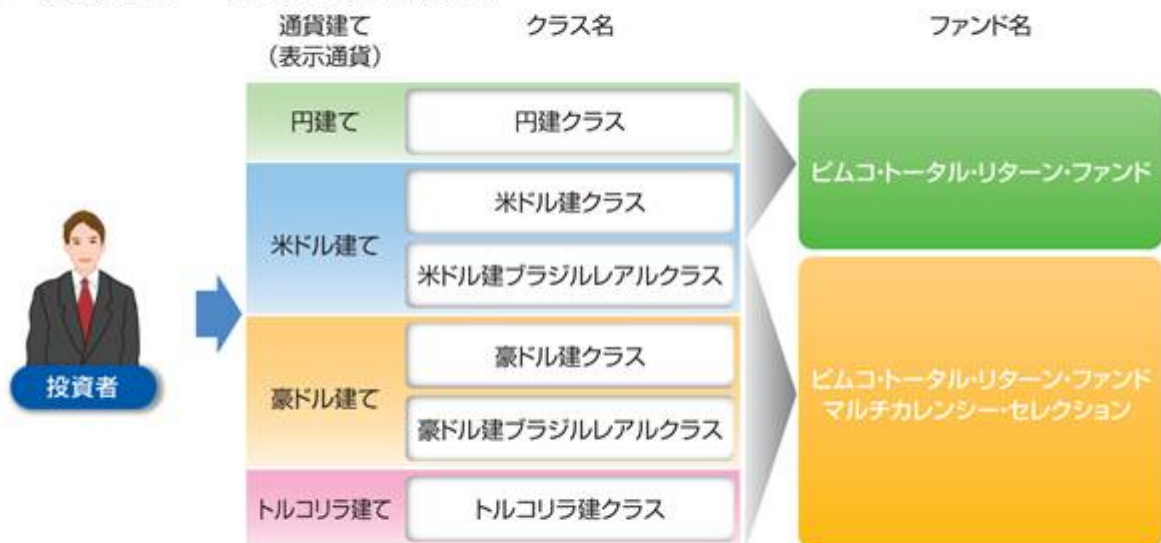 通貨建て
(表示通貨)
クラス名
ファンド名
円建て
円建クラス
米ドル建て
米ドル建クラス
米ドル建ブラジルレアルクラス
豪ドル建て
豪ドル建クラス
豪ドル建ブラジルレアルクラス
トルコリラ建て
トルコリラ建クラス
ピムコ・トータル・リターン・ファンド
ピムコ・トータル・リターン・ファンド
マルチカレンシー・セレクション
投資者